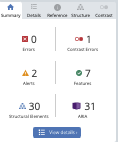 Summary Details Reference Structure Contrast
0 1
Errors Contrast Errors
2 7
Alerts Features
30 31
Structural Elements ARIA
View details ›